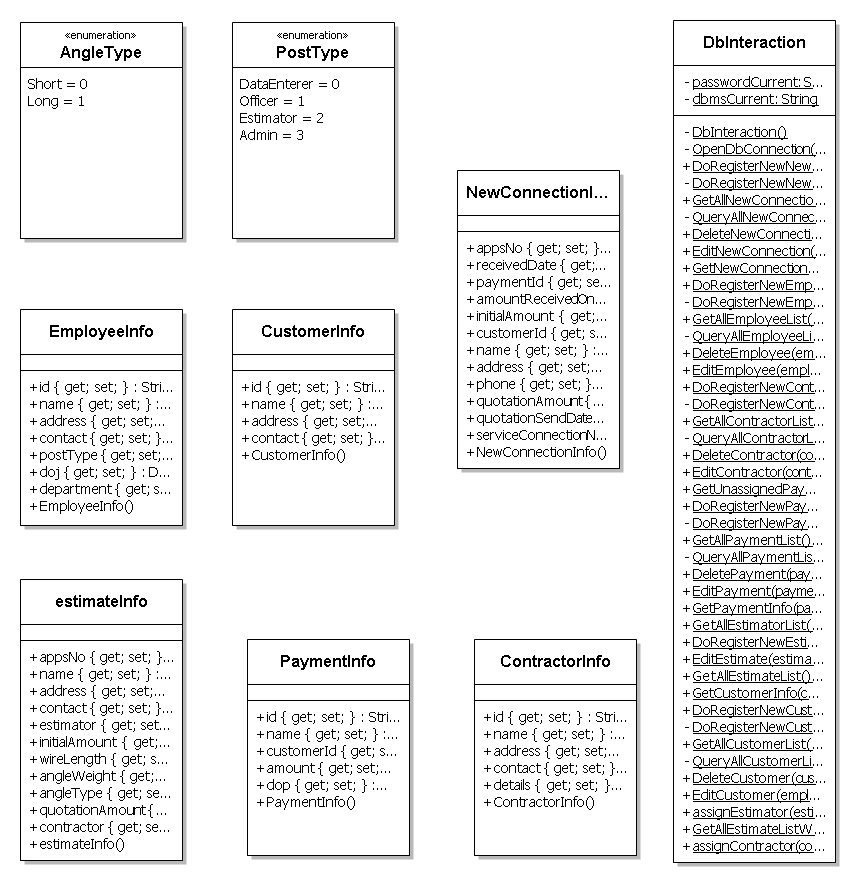 «enumeration»
AngleType
Short = 0
Long = 1
«enumeration»
PostType
DataEnterer = 0
Officer = 1
Estimator = 2
Admin = 3
NewConnectionI...
+ appsNo { get; set; }...
+ receivedDate { get;...
+ paymentId { get; se...
+ amountReceivedOn...
+ initialAmount { get;...
+ customerId { get; s...
+ name { get; set; } :...
+ address { get; set;...
+ phone { get; set; }...
+ quotationAmount{...
+ quotationSendDate...
+ serviceConnectionN...
+ NewConnectionInfo()
DbInteraction
- passwordCurrent: S...
- dbmsCurrent: String
- DbInteraction()
- OpenDbConnection(...
+ DoRegisterNewNew...
- DoRegisterNewNew...
+ GetAllNewConnectio...
- QueryAllNewConnec...
+ DeleteNewConnecti...
+ EditNewConnection(...
+ GetNewConnection...
+ DoRegisterNewEmp...
- DoRegisterNewEmp...
+ GetAllEmployeeList(...
- QueryAllEmployeeLi...
+ DeleteEmployee(em...
+ EditEmployee(empl...
+ DoRegisterNewCont...
- DoRegisterNewCont...
+ GetAllContractorList...
- QueryAllContractorL...
+ DeleteContractor(co...
+ EditContractor(cont...
+ GetUnassignedPay...
+ DoRegisterNewPay...
- DoRegisterNewPay...
+ GetAllPaymentList()...
- QueryAllPaymentLis...
+ DeletePayment(pay...
+ EditPayment(payme...
+ GetPaymentInfo(pa...
+ GetAllEstimatorList(...
+ DoRegisterNewEsti...
+ EditEstimate(estima...
+ GetAllEstimateList()...
+ GetCustomerInfo(c...
+ DoRegisterNewCust...
- DoRegisterNewCust...
+ GetAllCustomerList(...
- QueryAllCustomerLi...
+ DeleteCustomer(cus...
+ EditCustomer(empl...
+ assignEstimator(esti...
+ GetAllEstimateListW...
+ assignContractor(co...
EmployeeInfo
+ id { get; set; } : Stri...
+ name { get; set; } :...
+ address { get; set;...
+ contact { get; set; }...
+ postType { get; set;...
+ doj { get; set; } : D...
+ department { get; s...
+ EmployeeInfo()
CustomerInfo
+ id { get; set; } : Stri...
+ name { get; set; } :...
+ address { get; set;...
+ contact { get; set; }...
+ CustomerInfo()
estimateInfo
+ appsNo { get; set; }...
+ name { get; set; } :...
+ address { get; set;...
+ contact { get; set; }...
+ estimator { get; set...
+ initialAmount { get;...
+ wireLength { get; s...
+ angleWeight { get;...
+ angleType { get; se...
+ quotationAmount{...
+ contractor { get; se...
+ estimateInfo()
PaymentInfo
+ id { get; set; } : Stri...
+ name { get; set; } :...
+ customerId { get; s...
+ amount { get; set;...
+ dop { get; set; } :...
+ PaymentInfo()
ContractorInfo
+ id { get; set; } : Stri...
+ name { get; set; } :...
+ address { get; set;...
+ contact { get; set;...
+ details { get; set; }...
+ ContractorInfo()